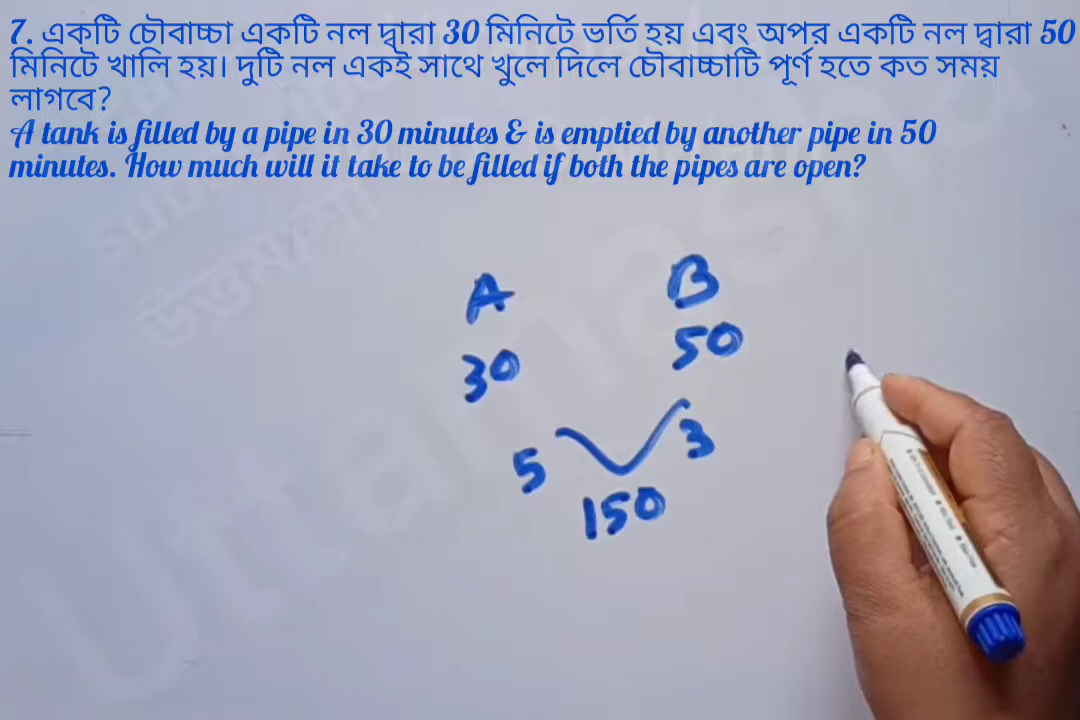 7. একটি চৌবাচ্চা একটি নল দ্বারা 30 মিনিটে ভর্তি হয় এবং অপর একটি নল দ্বারা 50
মিনিটে খালি হয়। দুটি নল একই সাথে খুলে দিলে চৌবাচ্চাটি পূর্ণ হতে কত সময়
লাগবে?
A tank is filled by a pipe in 30 minutes & is emptied by another pipe in 50
minutes. How much will it take to be filled if both the pipes are open?
A B
30 50
5 3
150